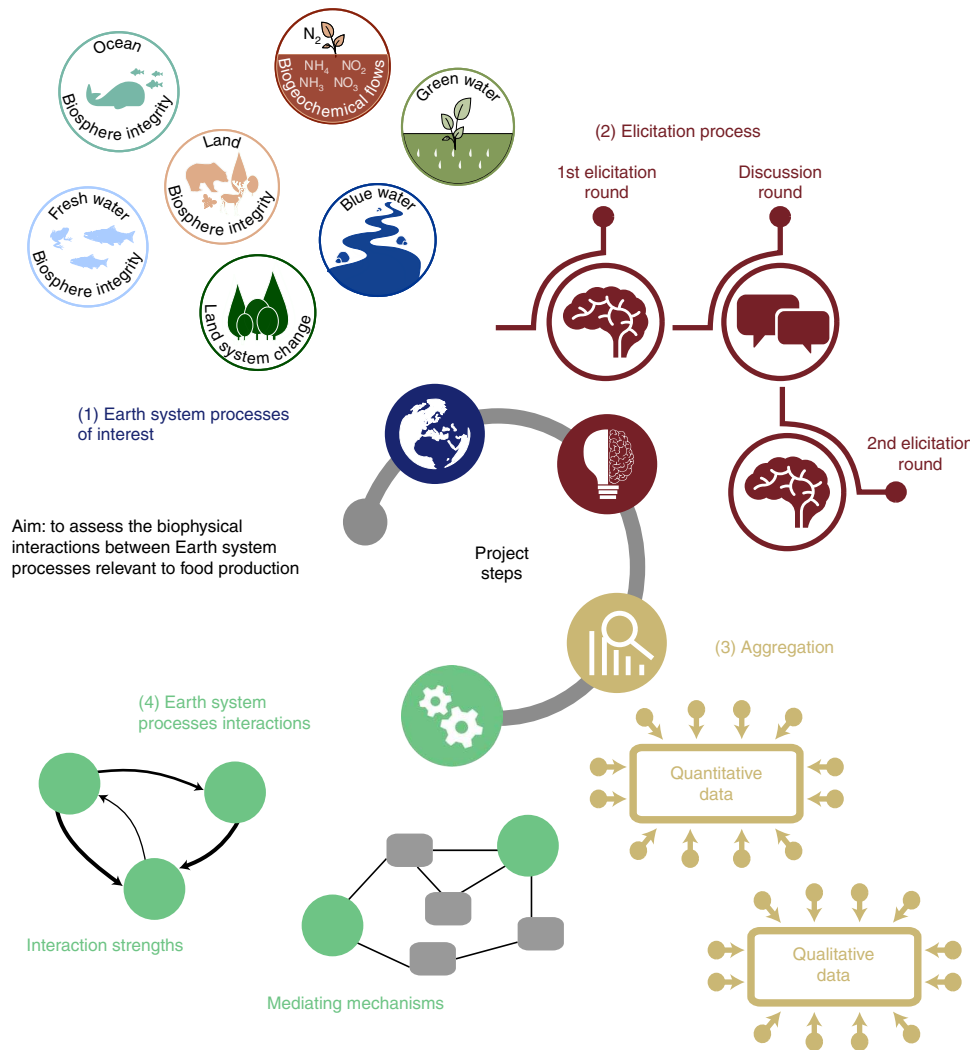 Ocean
Biosphere integrity
N2
NH4 NO2
NH3 NO3
Biogeochemical flows
Green water
Land
Biosphere integrity
Fresh water
Biosphere integrity
Blue water
Land system change
(2) Elicitation process
1st elicitation
round
Discussion
round
2nd elicitation
round
(1) Earth system processes
of interest
Aim: to assess the biophysical
interactions between Earth system
processes relevant to food production
Project
steps
(3) Aggregation
Quantitative
data
Qualitative
data
(4) Earth system
processes interactions
Interaction strengths
Mediating mechanisms